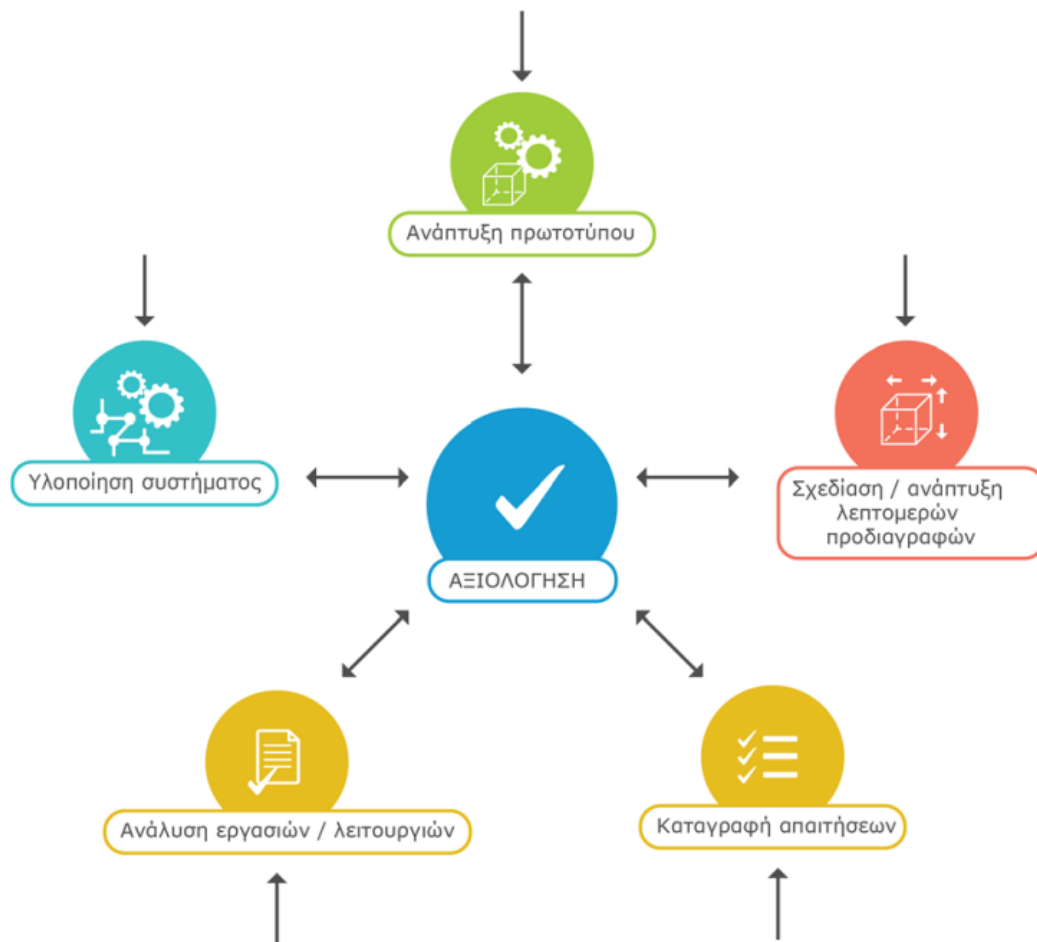 Ανάπτυξη πρωτοτύπου
Υλοποίηση συστήματος
Σχεδίαση / ανάπτυξη
λεπτομερών
προδιαγραφών
ΑΞΙΟΛΟΓΗΣΗ
Ανάλυση εργασιών / λειτουργιών
Καταγραφή απαιτήσεων